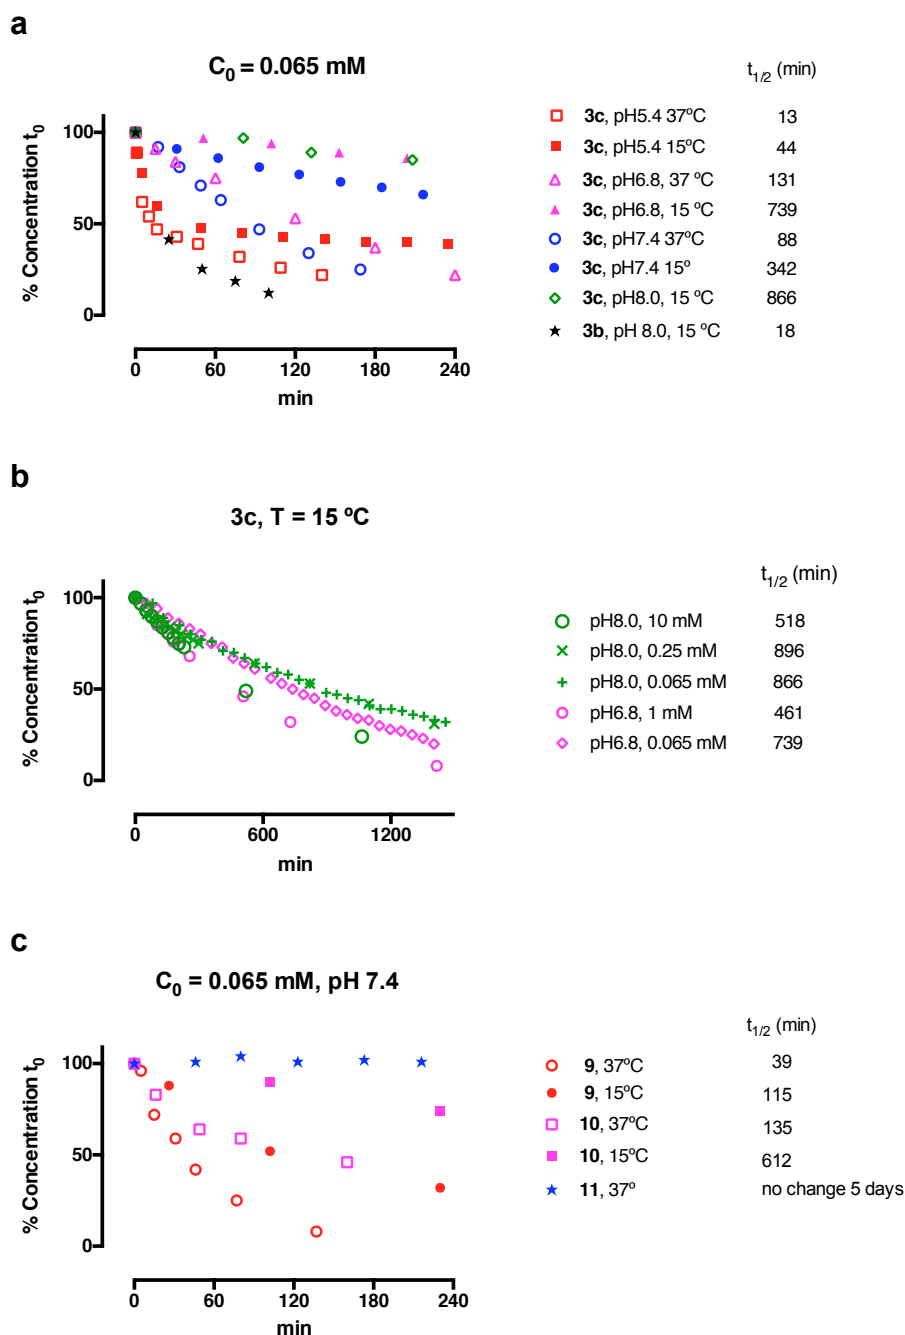 a
C0 = 0.065 mM
t1/2 (min)
% Concentration t0
100
50
0
0 60 120 180 240
min
3c, pH5.4 37ºC 13
3c, pH5.4 15ºC 44
3c, pH6.8, 37 ºC 131
3c, pH6.8, 15 ºC 739
3c, pH7.4 37ºC 88
3c, pH7.4 15º 342
3c, pH8.0, 15 ºC 866
3b, pH 8.0, 15 ºC 18
b
3c, T = 15 ºC
t1/2 (min)
% Concentration t0
100
50
0
0 600 1200
min
pH8.0, 10 mM 518
pH8.0, 0.25 mM 896
pH8.0, 0.065 mM 866
pH6.8, 1 mM 461
pH6.8, 0.065 mM 739
c
C0 = 0.065 mM, pH 7.4
t1/2 (min)
% Concentration t0
100
50
0
0 60 120 180 240
min
9, 37ºC 39
9, 15ºC 115
10, 37ºC 135
10, 15ºC 612
11, 37º no change 5 days